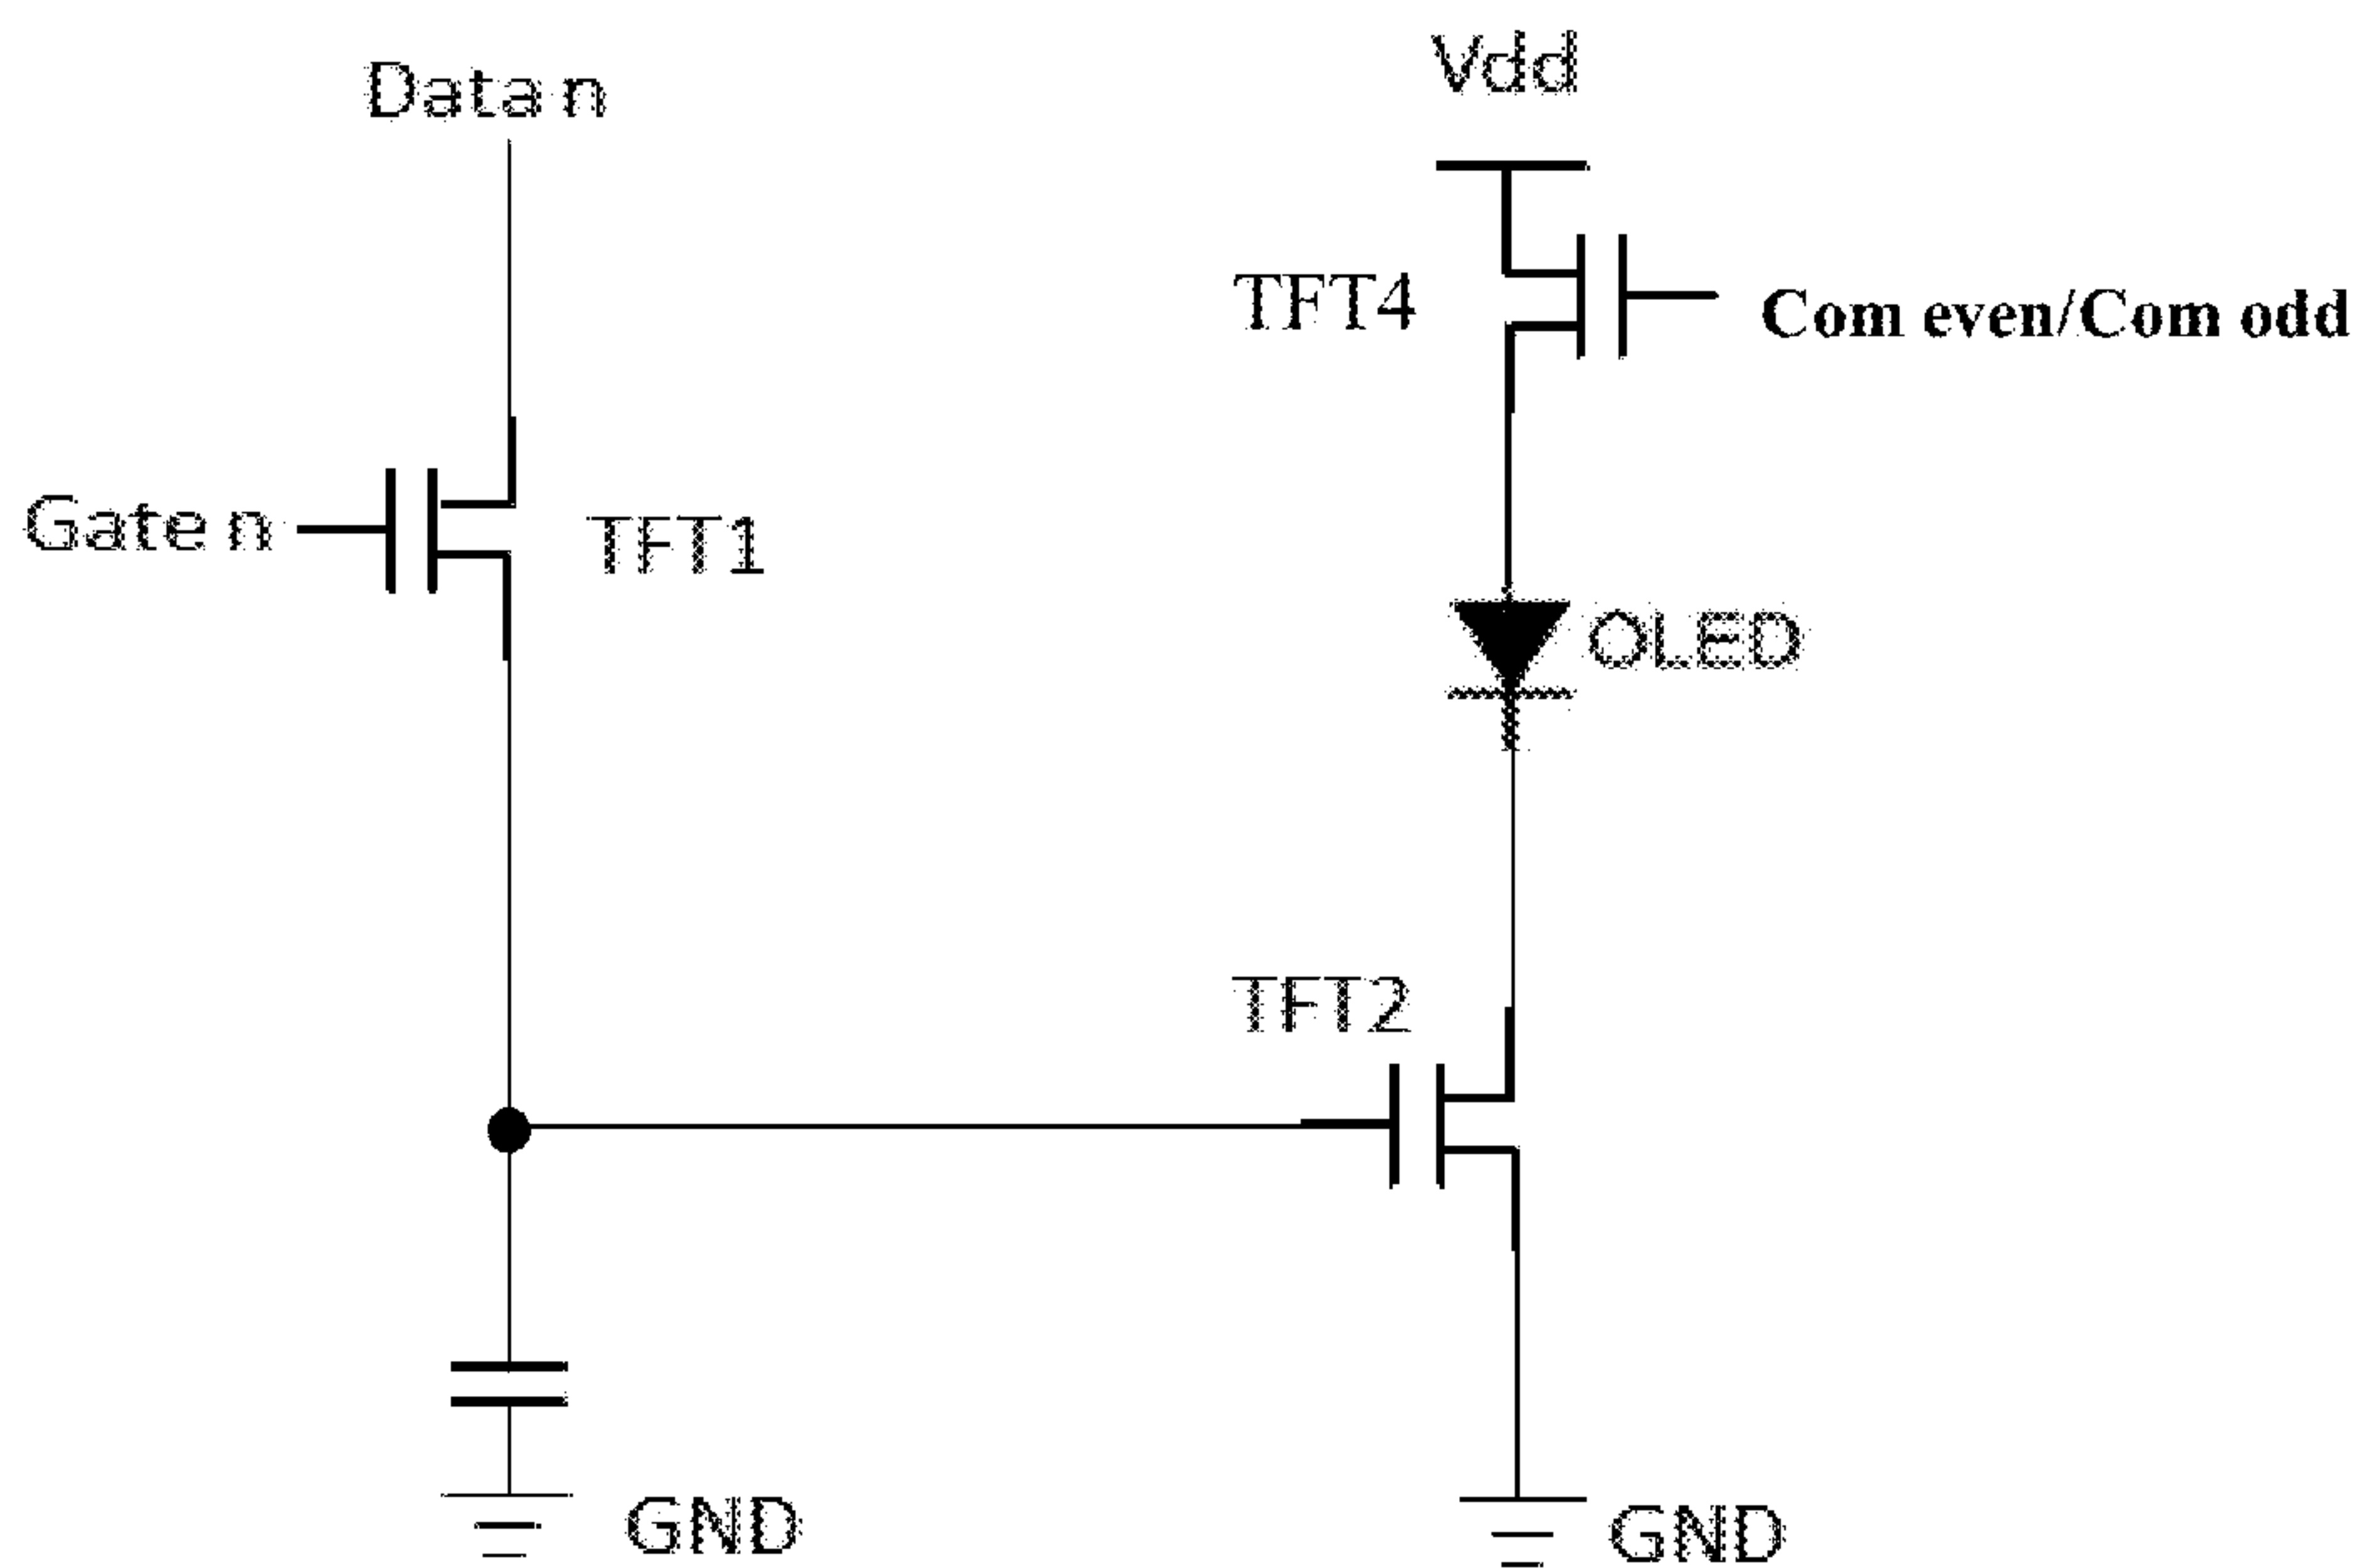 Data n
Vdd
TFT4
Com even/Com odd
Gate n
TFT1
OLED
TFT2
GND
GND